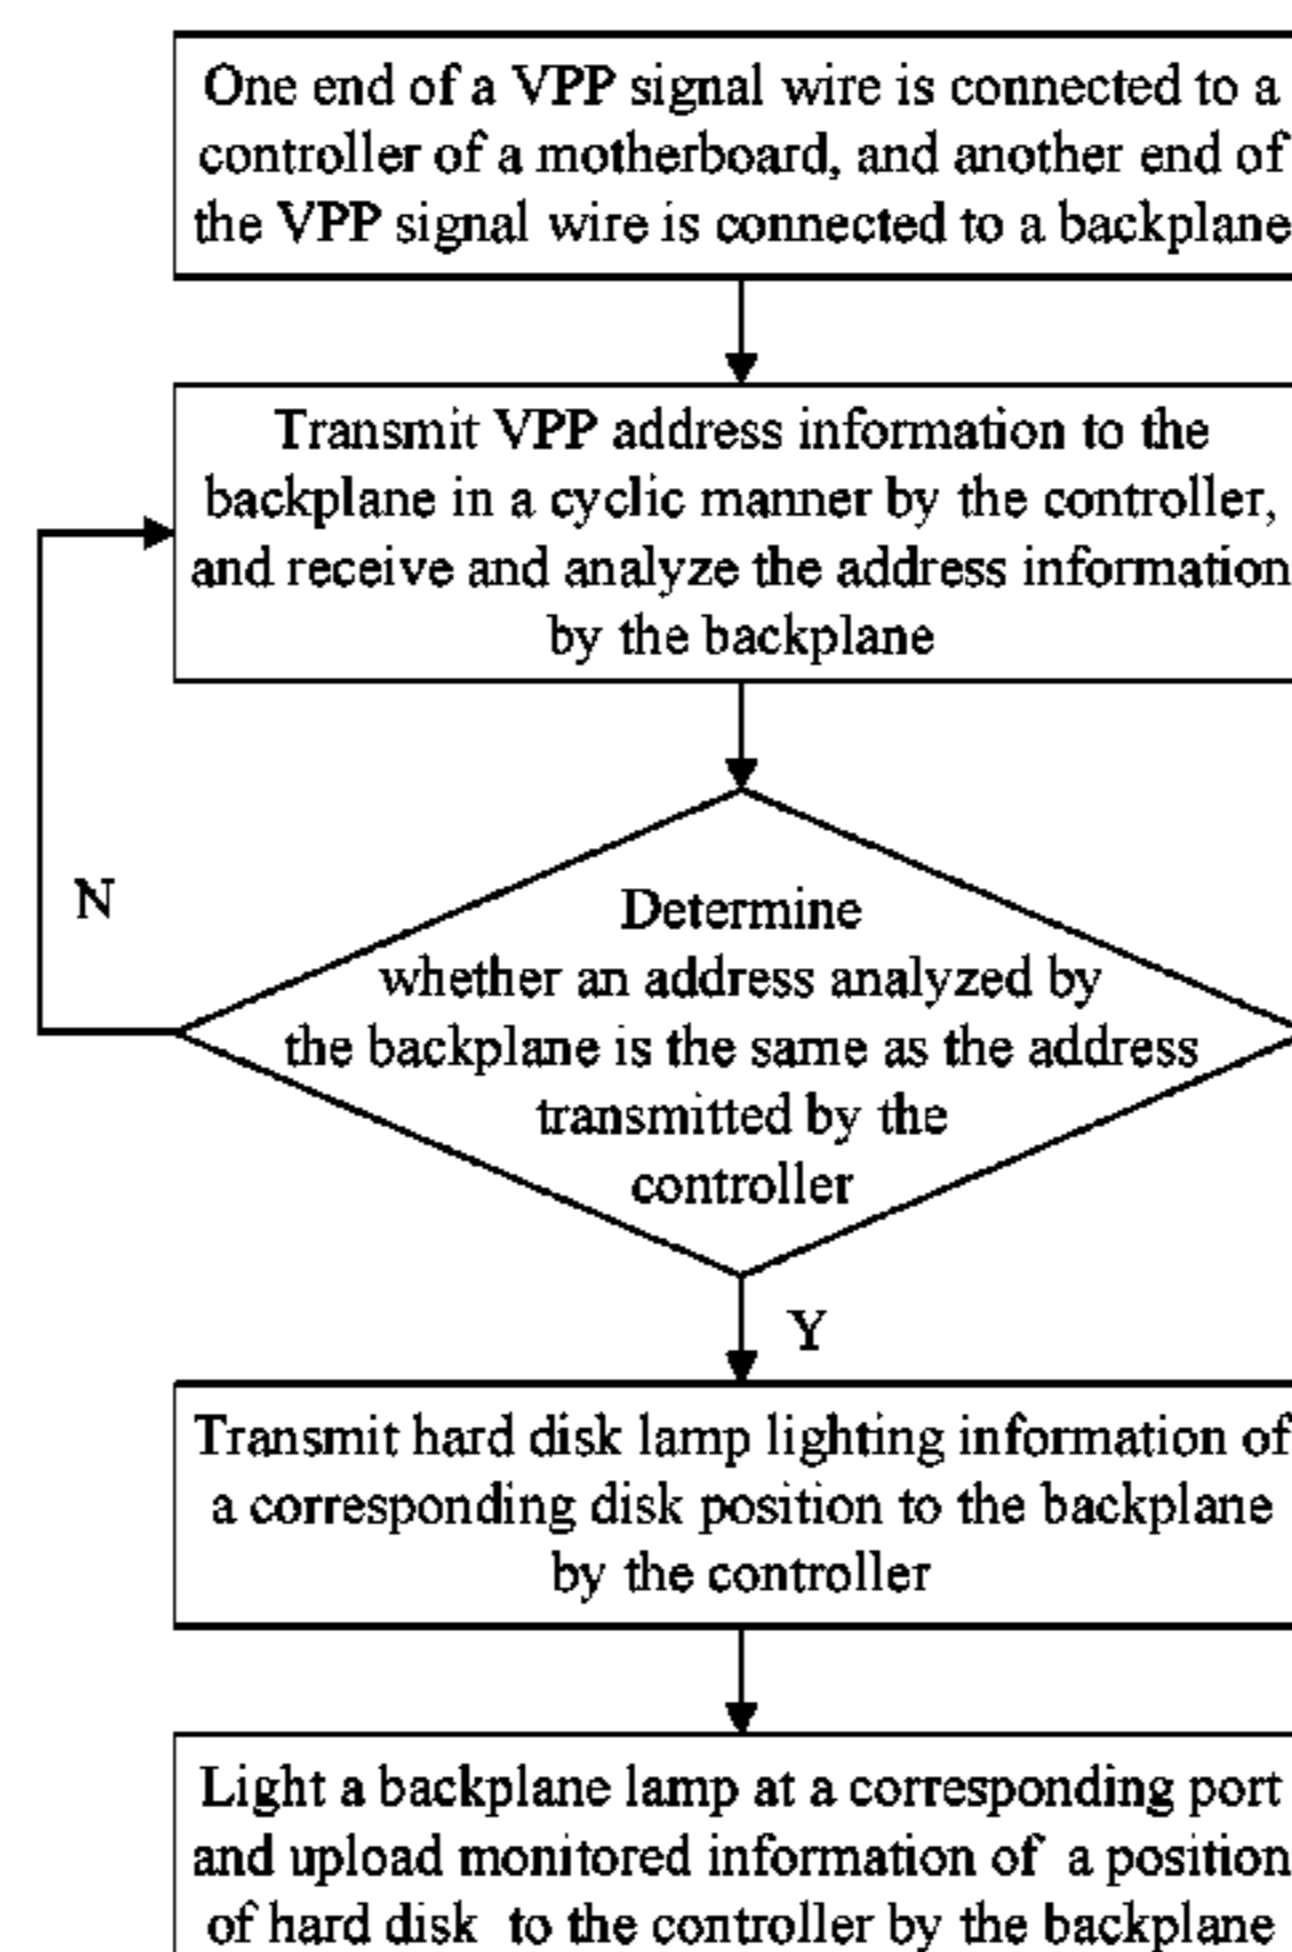 One end of a VPP signal wire is connected to a
controller of a motherboard, and another end of
the VPP signal wire is connected to a backplane
Transmit VPP address information to the
backplane in a cyclic manner by the controller,
and receive and analyze the address information
by the backplane
N
Determine
whether an address analyzed by
the backplane is the same as the address
transmitted by the
controller
Y
Transmit hard disk lamp lighting information of
a corresponding disk position to the backplane
by the controller
Light a backplane lamp at a corresponding port
and upload monitored information of a position
of hard disk to the controller by the backplane